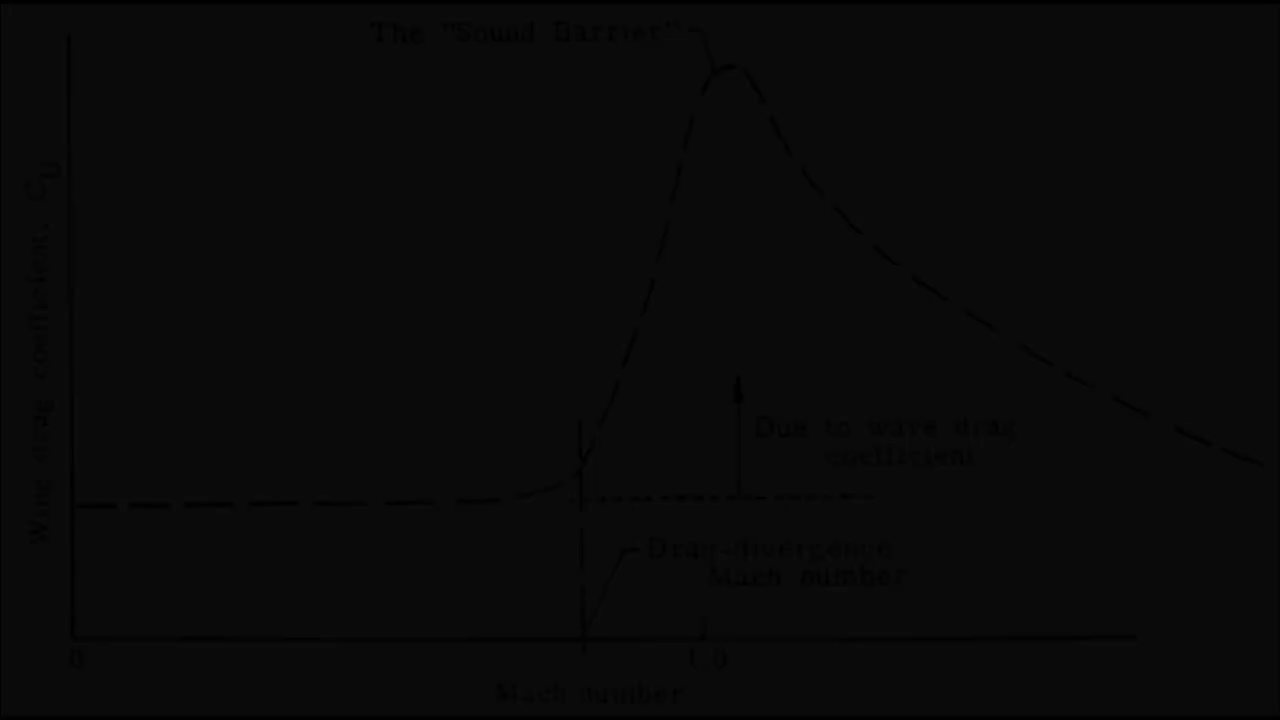 The "Sound Barrier"
Wing drag coefficient, C_D
Due to wave drag
coefficient
Drag-divergence
Mach number
0
1.0
Mach number